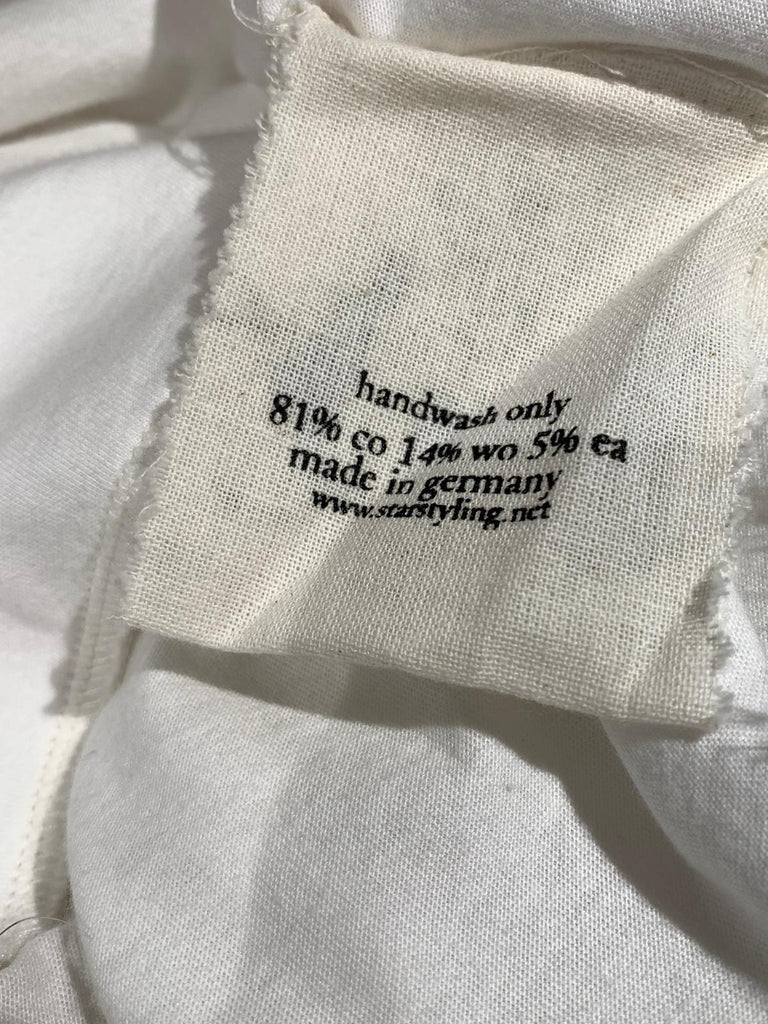 handwash only
81% co 14% wo 5% ea
made in germany
www.starstyling.net